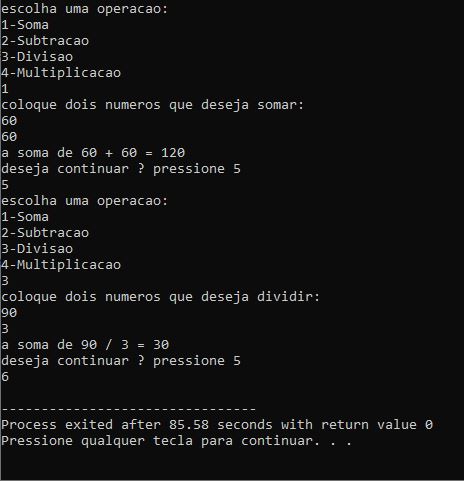 escolha uma operacao:
1-Soma
2-Subtracao
3-Divisao
4-Multiplicacao
1
coloque dois numeros que deseja somar:
60
60
a soma de 60 + 60 = 120
deseja continuar ? pressione 5
5
escolha uma operacao:
1-Soma
2-Subtracao
3-Divisao
4-Multiplicacao
3
coloque dois numeros que deseja dividir:
90
3
a soma de 90 / 3 = 30
deseja continuar ? pressione 5
6
--------------------------------
Process exited after 85.58 seconds with return value 0
Pressione qualquer tecla para continuar. . .